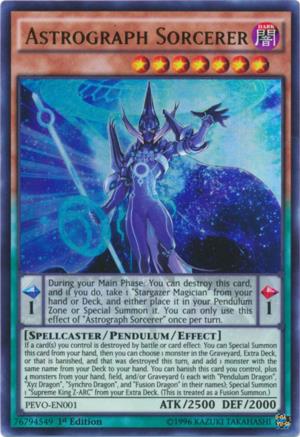 ASTROGRAPH SORCERER
DARK
闇
During your Main Phase: You can destroy this card,
and if you do, take 1 "Stargazer Magician" from your
hand or Deck, and either place it in your Pendulum
Zone or Special Summon it. You can only use this
effect of "Astrograph Sorcerer" once per turn.
1
1
[SPELLCASTER / PENDULUM / EFFECT]
If a card(s) you control is destroyed by battle or card effect: You can Special Summon
this card from your hand, then you can choose 1 monster in the Graveyard, Extra Deck,
or that is banished, and that was destroyed this turn, and add 1 monster with the
same name from your Deck to your hand. You can banish this card you control, plus
4 monsters from your hand, field, and/or Graveyard (1 each with "Pendulum Dragon",
"Xyz Dragon", "Synchro Dragon", and "Fusion Dragon" in their names); Special Summon
1 "Supreme King Z-ARC" from your Extra Deck. (This is treated as a Fusion Summon.)
PEVO-EN001
ATK/2500 DEF/2000
76794549
1st Edition
©1996 KAZUKI TAKAHASHI